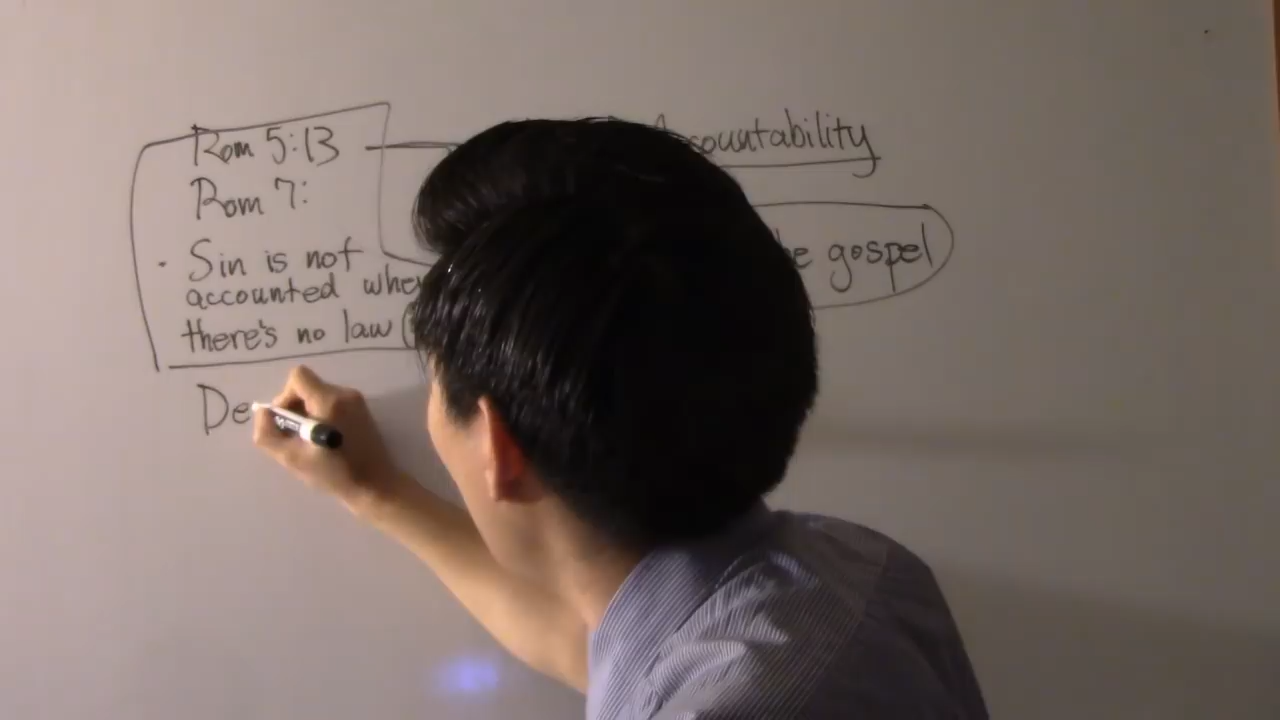 Rom 5:13
Accountability
Rom 7:
gospel
• Sin is not
accounted
there's no law (
De